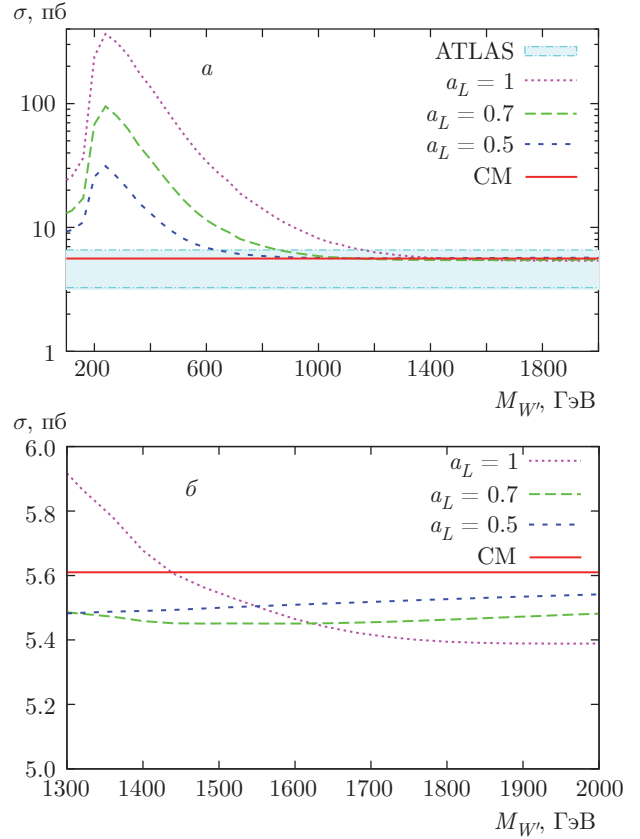 σ, пб
а
ATLAS
a_L = 1
a_L = 0.7
a_L = 0.5
СМ
100
10
1
200 600 1000 1400 1800
M_W′, ГэВ
σ, пб
б
a_L = 1
a_L = 0.7
a_L = 0.5
СМ
6.0
5.8
5.6
5.4
5.2
5.0
1300 1400 1500 1600 1700 1800 1900 2000
M_W′, ГэВ